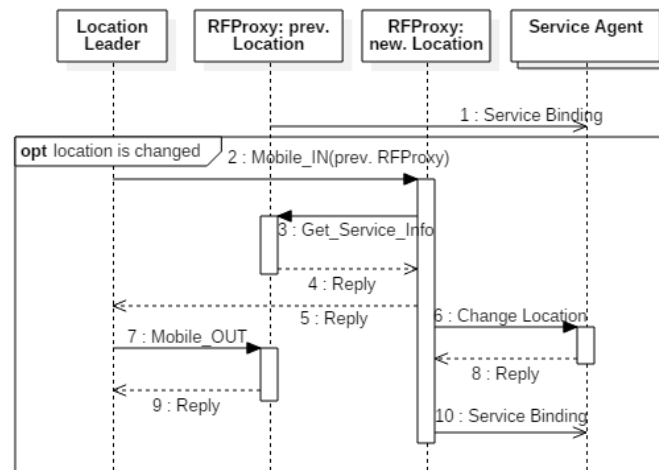 Location
Leader
RFProxy: prev.
Location
RFProxy:
new. Location
Service Agent
1 : Service Binding
opt location is changed
2 : Mobile_IN(prev. RFProxy)
3 : Get_Service_Info
4 : Reply
5 : Reply
6 : Change Location
7 : Mobile_OUT
8 : Reply
9 : Reply
10 : Service Binding